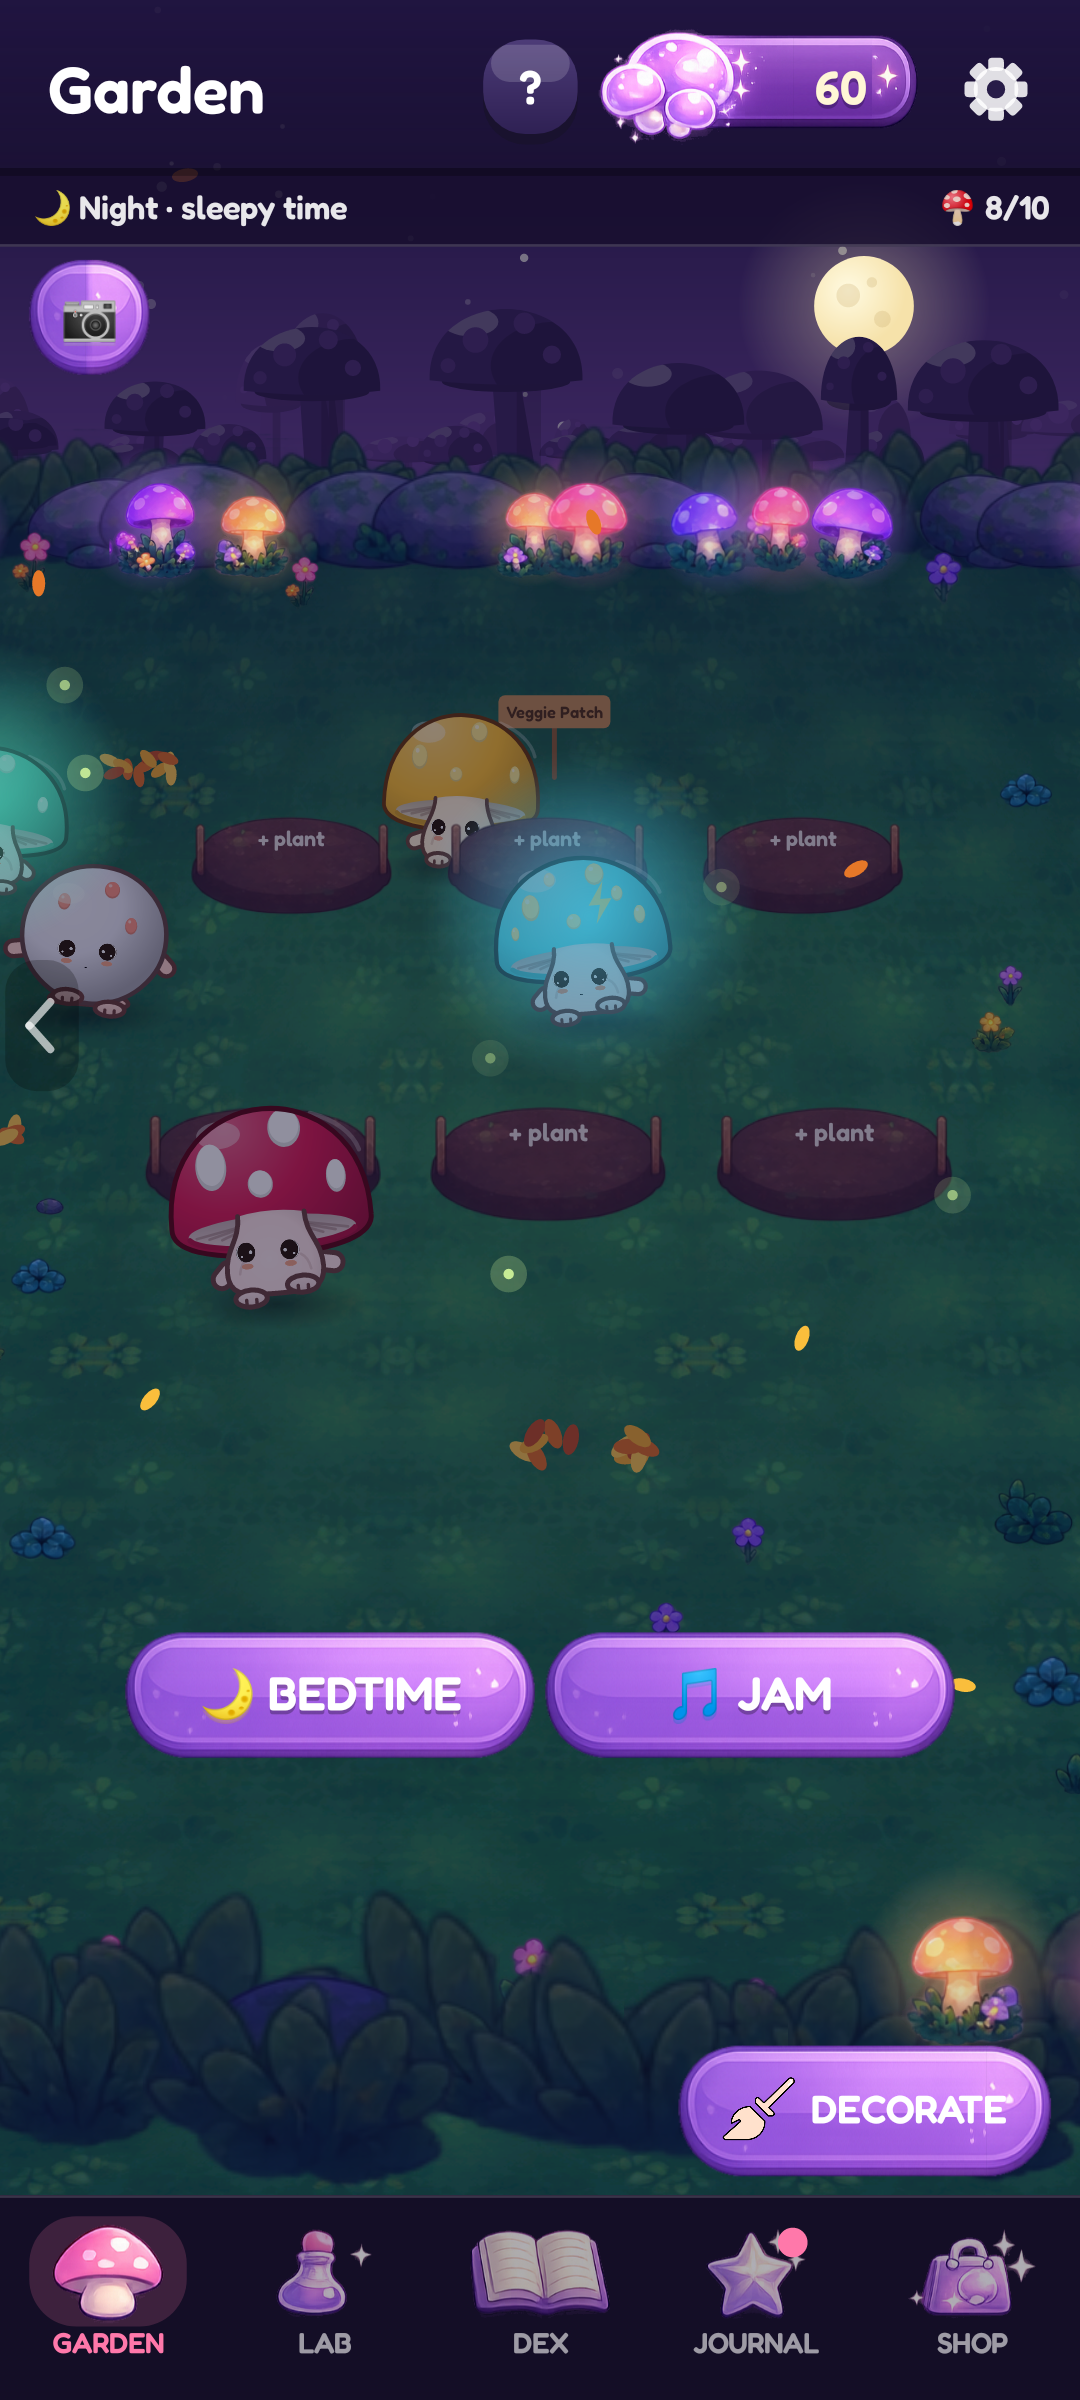 Garden
?
60
Night · sleepy time
8/10
Veggie Patch
+ plant
+ plant
+ plant
+ plant
+ plant
BEDTIME
JAM
DECORATE
GARDEN
LAB
DEX
JOURNAL
SHOP